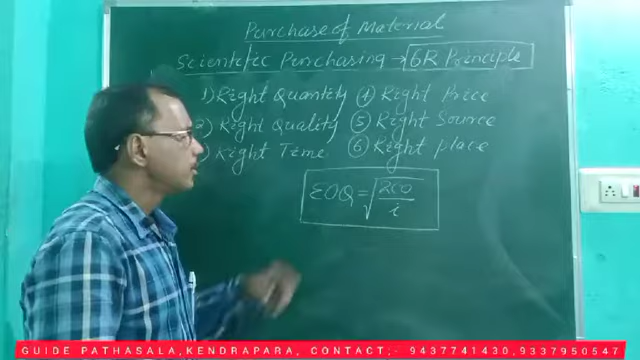 Purchase of Material
Scientific Purchasing → 6R Principle
1) Right Quantity ④ Right Price
2) Right Quality ⑤ Right Source
Right Time ⑥ Right place
EOQ = √2co/i
GUIDE PATHASALA,KENDRAPARA, CONTACT;- 9437741430,9337950547